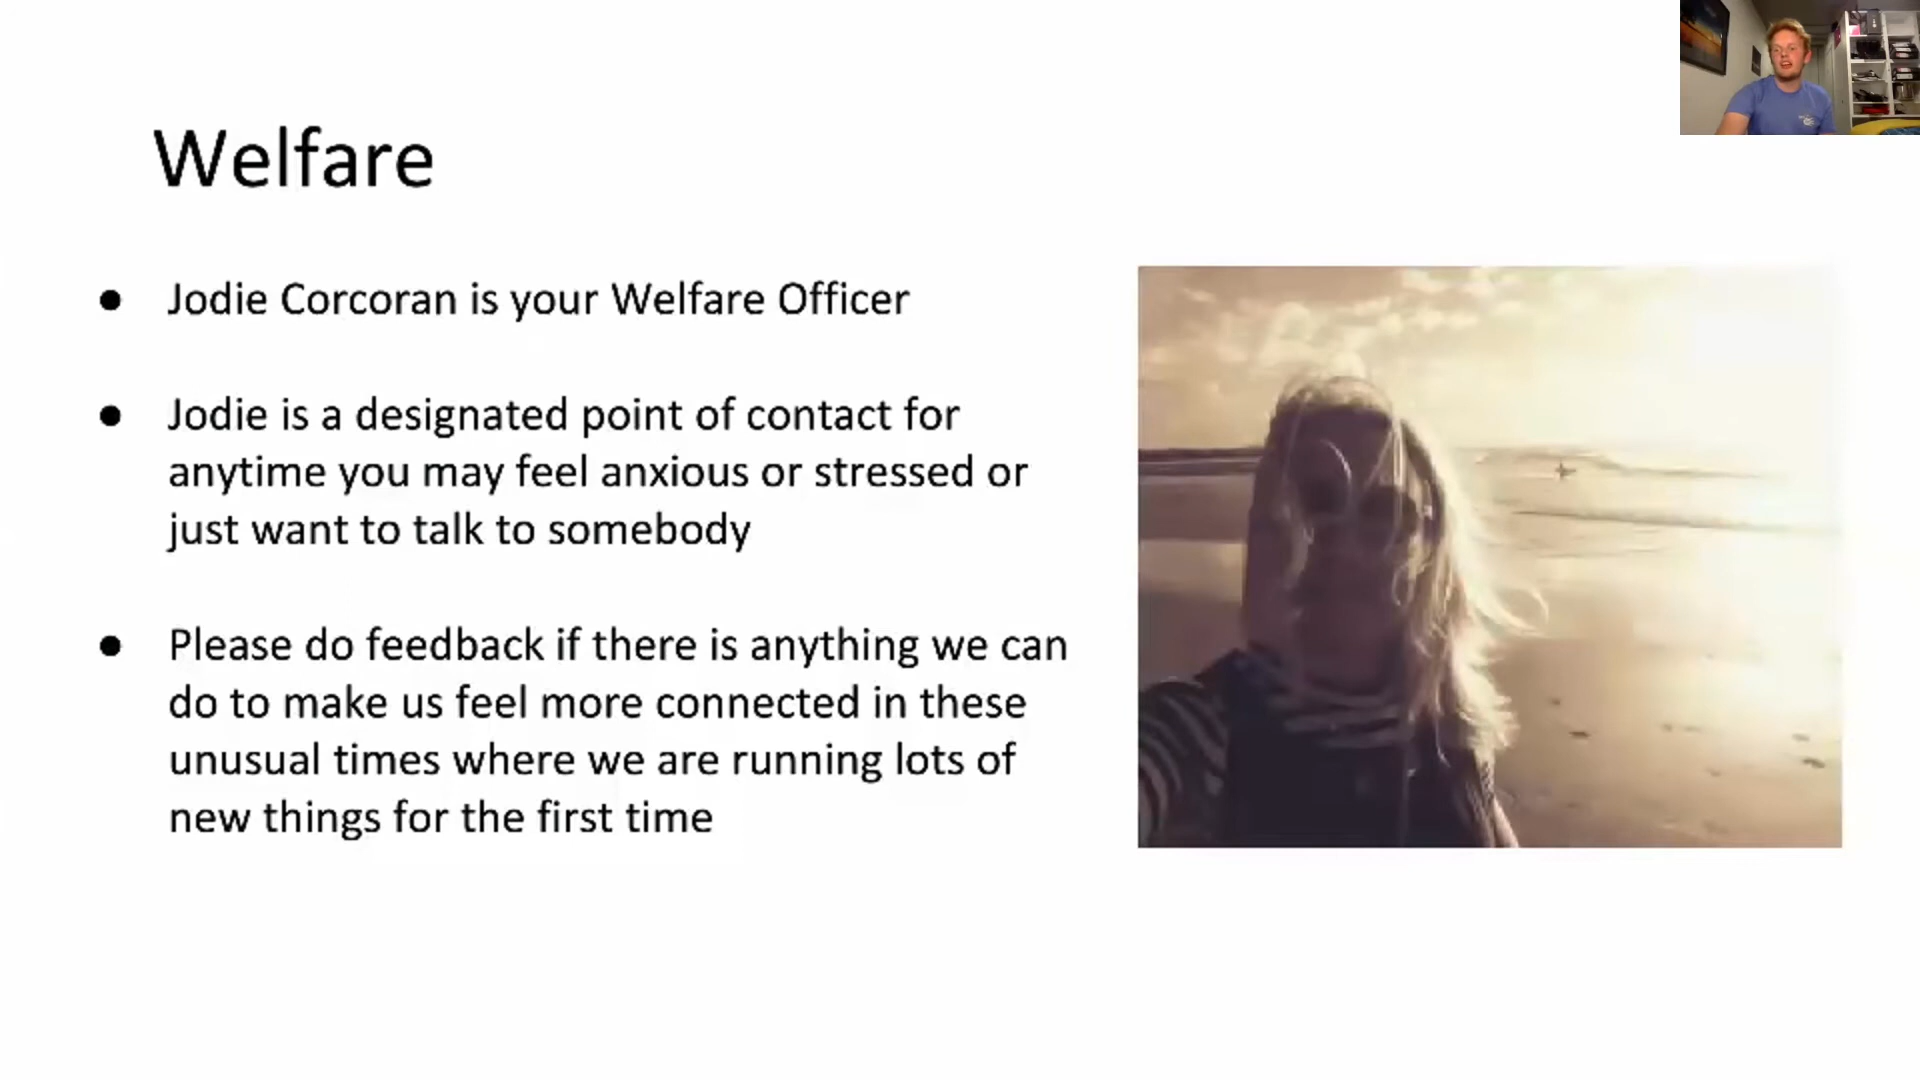 Welfare
● Jodie Corcoran is your Welfare Officer
● Jodie is a designated point of contact for
anytime you may feel anxious or stressed or
just want to talk to somebody
● Please do feedback if there is anything we can
do to make us feel more connected in these
unusual times where we are running lots of
new things for the first time